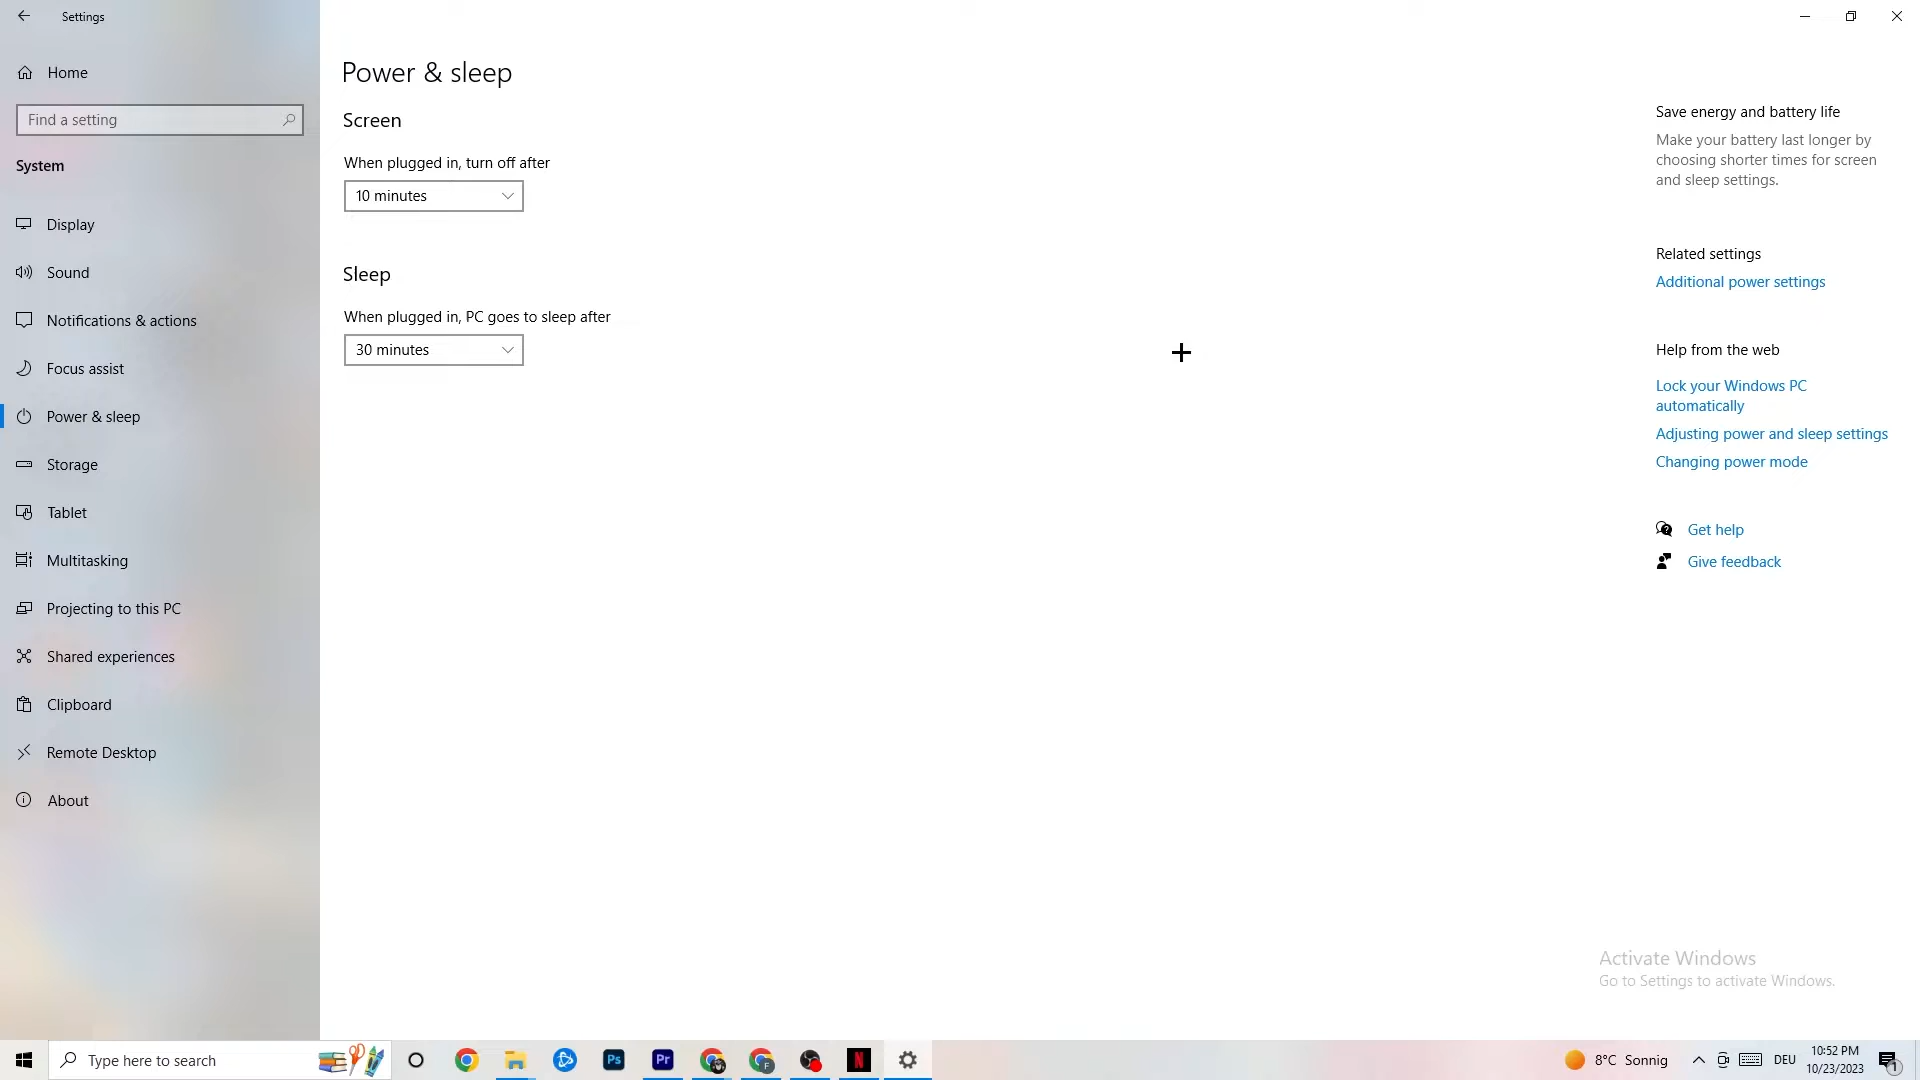 Settings
Home
Find a setting
System
Display
Sound
Notifications & actions
Focus assist
Power & sleep
Storage
Tablet
Multitasking
Projecting to this PC
Shared experiences
Clipboard
Remote Desktop
About
Power & sleep
Screen
When plugged in, turn off after
10 minutes
Sleep
When plugged in, PC goes to sleep after
30 minutes
Save energy and battery life
Make your battery last longer by
choosing shorter times for screen
and sleep settings.
Related settings
Additional power settings
Help from the web
Lock your Windows PC
automatically
Adjusting power and sleep settings
Changing power mode
Get help
Give feedback
Activate Windows
Go to Settings to activate Windows.
Type here to search
Ps
Pr
F
N
8°C Sonnig
DEU
10:52 PM
10/23/2023
1